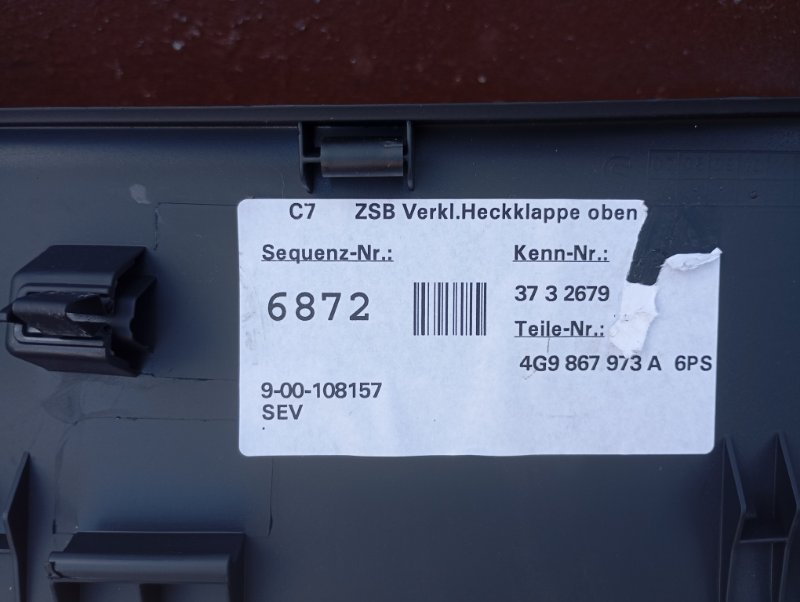 C7 ZSB Verkl.Heckklappe oben
Sequenz-Nr.: Kenn-Nr.:
6872 37 3 2679
Teile-Nr.:
4G9 867 973 A 6PS
9-00-108157
SEV